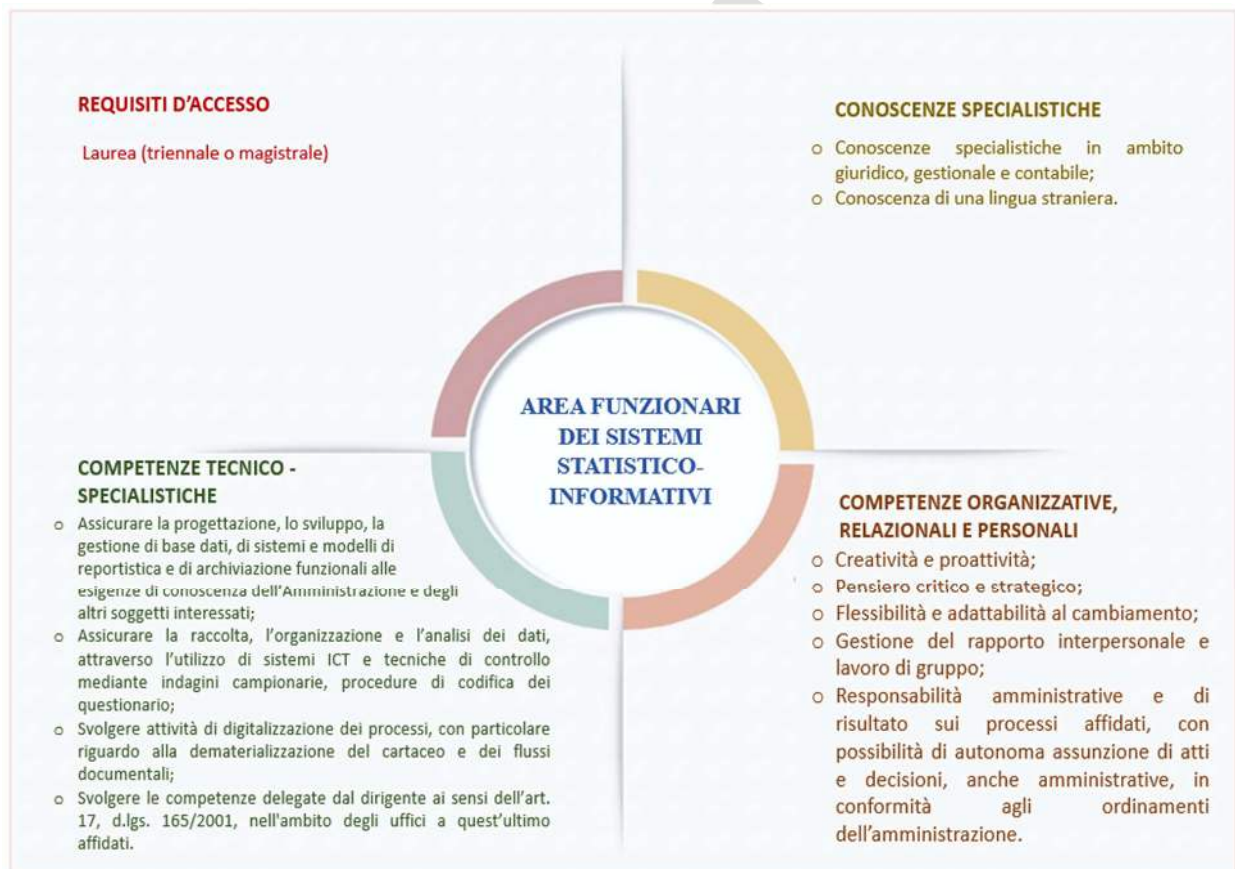 REQUISITI D'ACCESSO
Laurea (triennale o magistrale)
CONOSCENZE SPECIALISTICHE
o Conoscenze specialistiche in ambito
giuridico, gestionale e contabile;
o Conoscenza di una lingua straniera.
AREA FUNZIONARI
DEI SISTEMI
STATISTICO-
INFORMATIVI
COMPETENZE TECNICO -
SPECIALISTICHE
o Assicurare la progettazione, lo sviluppo, la
gestione di base dati, di sistemi e modelli di
reportistica e di archiviazione funzionali alle
esigenze di conoscenza dell'Amministrazione e degli
altri soggetti interessati;
o Assicurare la raccolta, l'organizzazione e l'analisi dei dati,
attraverso l'utilizzo di sistemi ICT e tecniche di controllo
mediante indagini campionarie, procedure di codifica dei
questionario;
o Svolgere attività di digitalizzazione dei processi, con particolare
riguardo alla dematerializzazione del cartaceo e dei flussi
documentali;
o Svolgere le competenze delegate dal dirigente ai sensi dell'art.
17, d.lgs. 165/2001, nell'ambito degli uffici a quest'ultimo
affidati.
COMPETENZE ORGANIZZATIVE,
RELAZIONALI E PERSONALI
o Creatività e proattività;
o Pensiero critico e strategico;
o Flessibilità e adattabilità al cambiamento;
o Gestione del rapporto interpersonale e
lavoro di gruppo;
o Responsabilità amministrative e di
risultato sui processi affidati, con
possibilità di autonoma assunzione di atti
e decisioni, anche amministrative, in
conformità agli ordinamenti
dell'amministrazione.